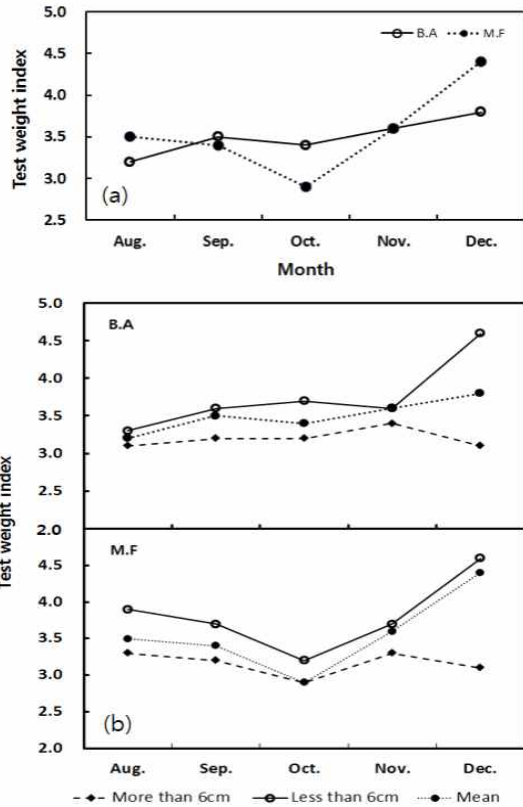 B.A M.F
5.0
4.5
4.0
3.5
3.0
2.5
Test weight index
(a)
Aug. Sep. Oct. Nov. Dec.
Month
B.A
5.0
4.5
4.0
3.5
3.0
2.5
2.0
Test weight index
M.F
4.5
4.0
3.5
3.0
2.5
2.0
(b)
Aug. Sep. Oct. Nov. Dec.
More than 6cm Less than 6cm Mean